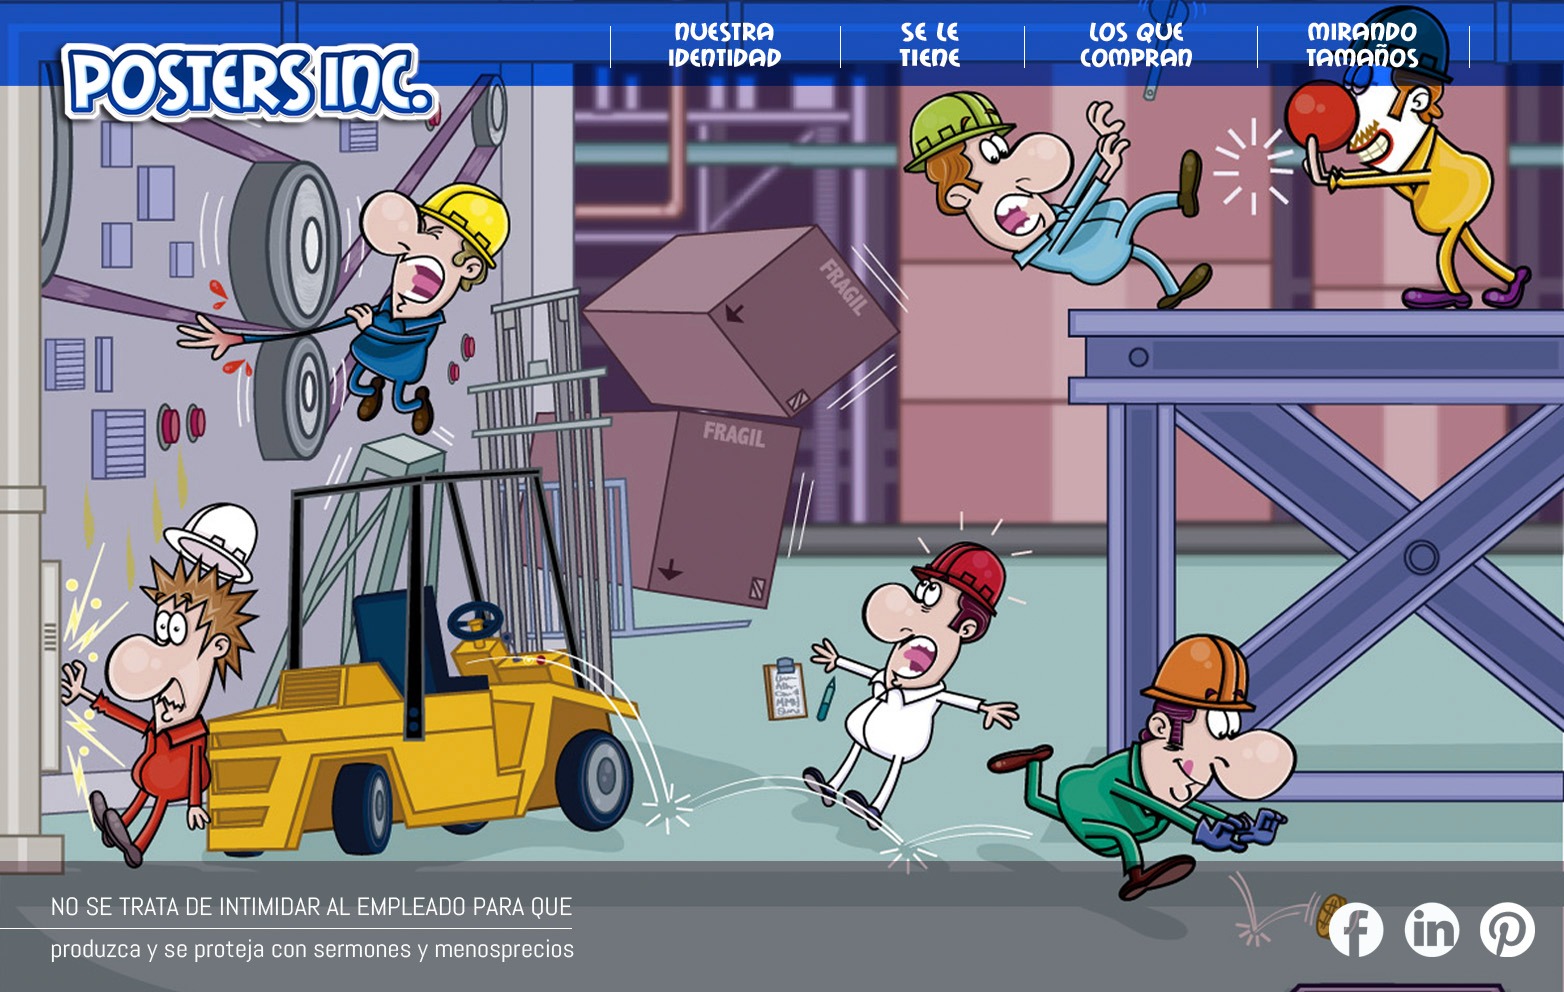 POSTERS INC.
NUESTRA
IDENTIDAD
SE LE
TIENE
LOS QUE
COMPRAN
MIRANDO
TAMAÑOS
FRAGIL
FRAGIL
NO SE TRATA DE INTIMIDAR AL EMPLEADO PARA QUE
produzca y se proteja con sermones y menosprecios
f
in